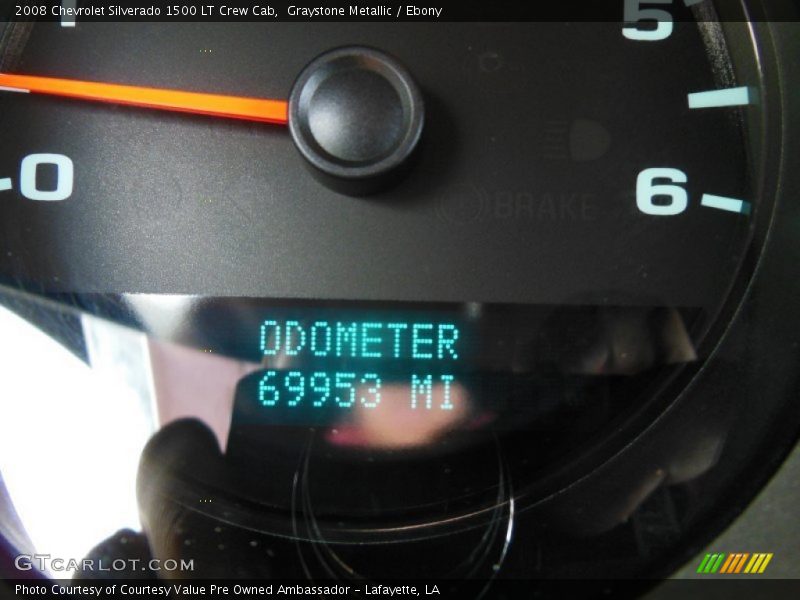 2008 Chevrolet Silverado 1500 LT Crew Cab,  Graystone Metallic / Ebony
5
0
6
BRAKE
ODOMETER
69953 MI
GTCARLOT.COM
Photo Courtesy of Courtesy Value Pre Owned Ambassador - Lafayette, LA